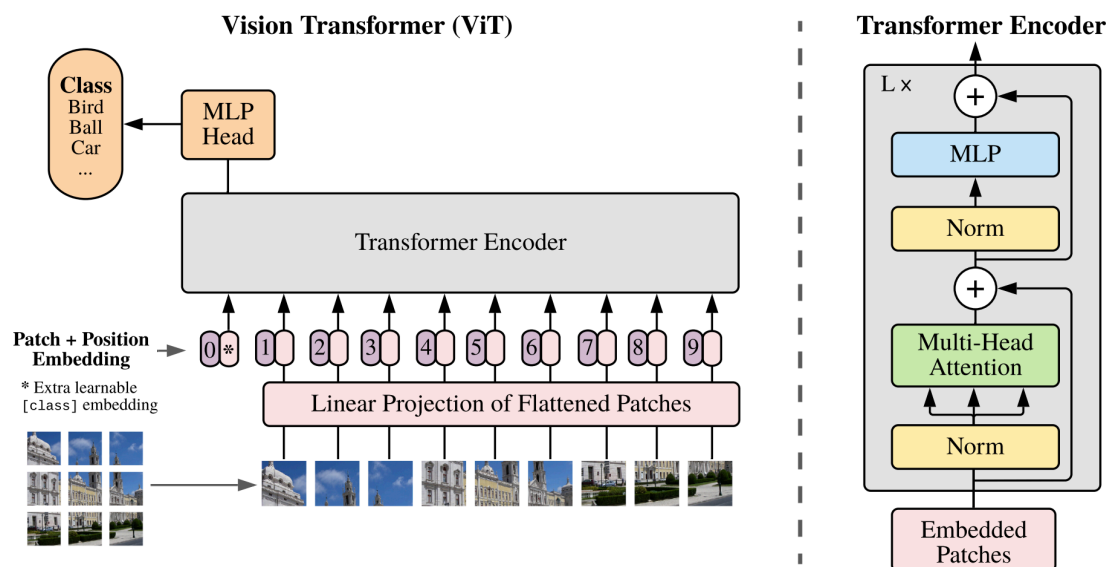 Vision Transformer (ViT)
Class
Bird
Ball
Car
...
MLP
Head
Transformer Encoder
Patch + Position
Embedding
* Extra learnable
[class] embedding
0 * 1 2 3 4 5 6 7 8 9
Linear Projection of Flattened Patches
Transformer Encoder
L ×
+
MLP
Norm
+
Multi-Head
Attention
Norm
Embedded
Patches